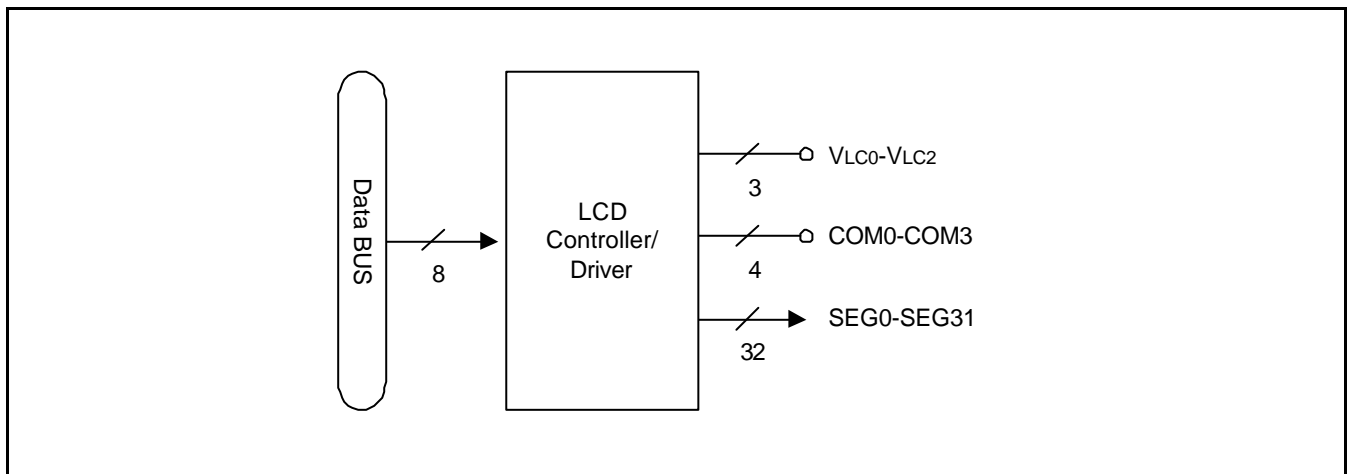 Data BUS
8
LCD
Controller/
Driver
VLC0-VLC2
3
COM0-COM3
4
SEG0-SEG31
32